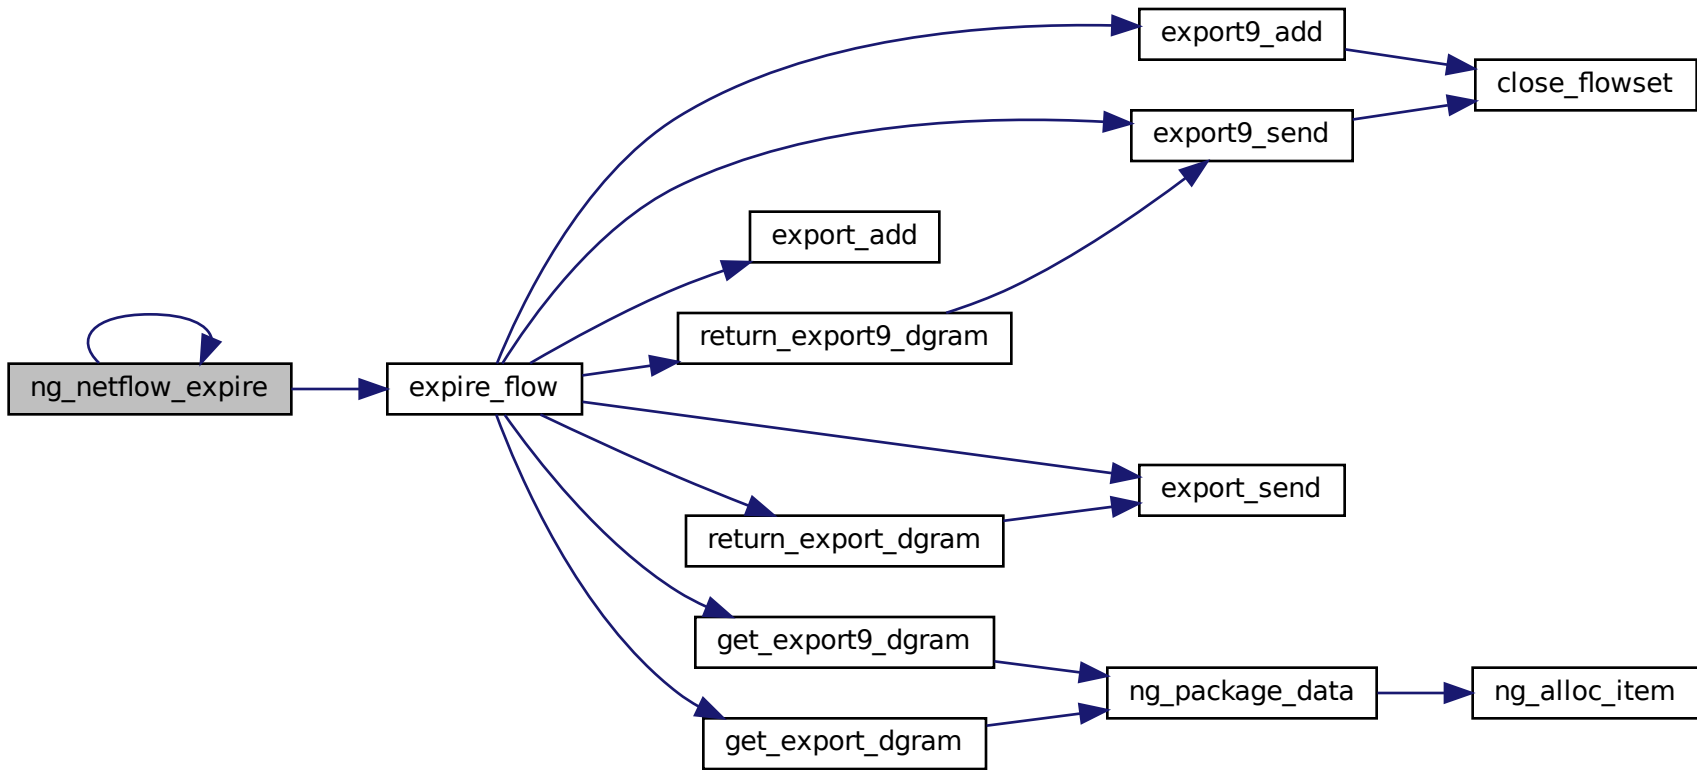 export9_add
close_flowset
export9_send
export_add
return_export9_dgram
ng_netflow_expire
expire_flow
export_send
return_export_dgram
get_export9_dgram
ng_package_data
ng_alloc_item
get_export_dgram